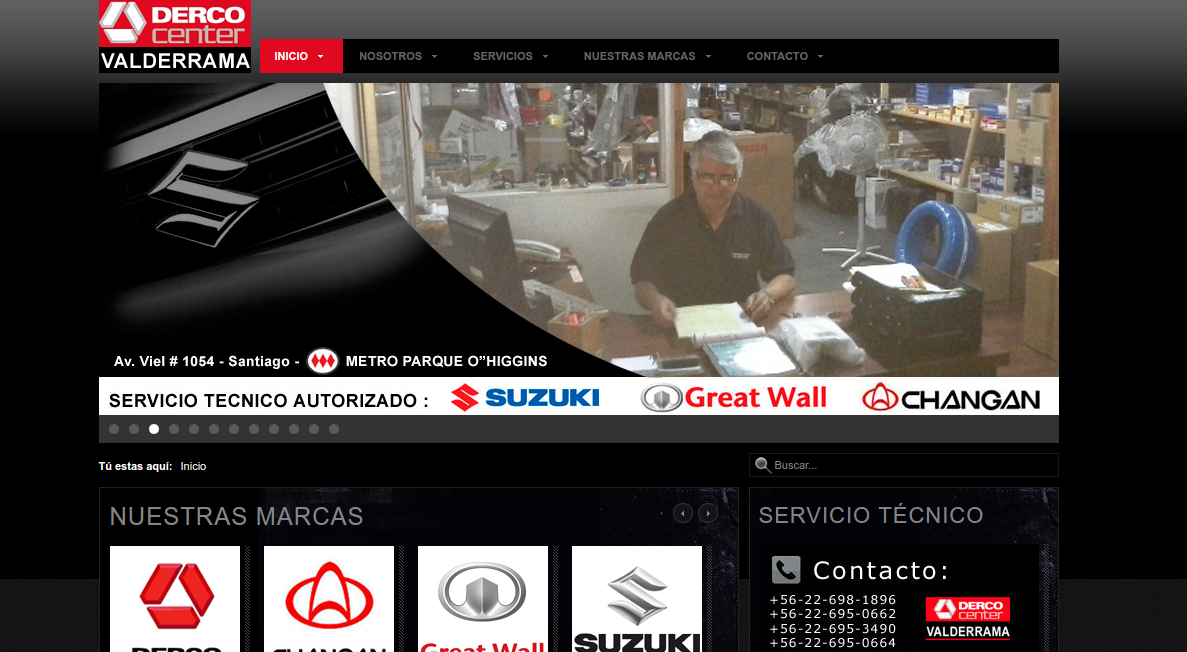 DERCO
center
VALDERRAMA
INICIO NOSOTROS SERVICIOS NUESTRAS MARCAS CONTACTO
Av. Viel # 1054 - Santiago - METRO PARQUE O”HIGGINS
SERVICIO TECNICO AUTORIZADO : SUZUKI Great Wall CHANGAN
Tú estas aquí: Inicio
Buscar...
NUESTRAS MARCAS
DERCO CHANGAN Great Wall SUZUKI
SERVICIO TÉCNICO
Contacto:
+56-22-698-1896
+56-22-695-0662
+56-22-695-3490
+56-22-695-0664
DERCO
center
VALDERRAMA